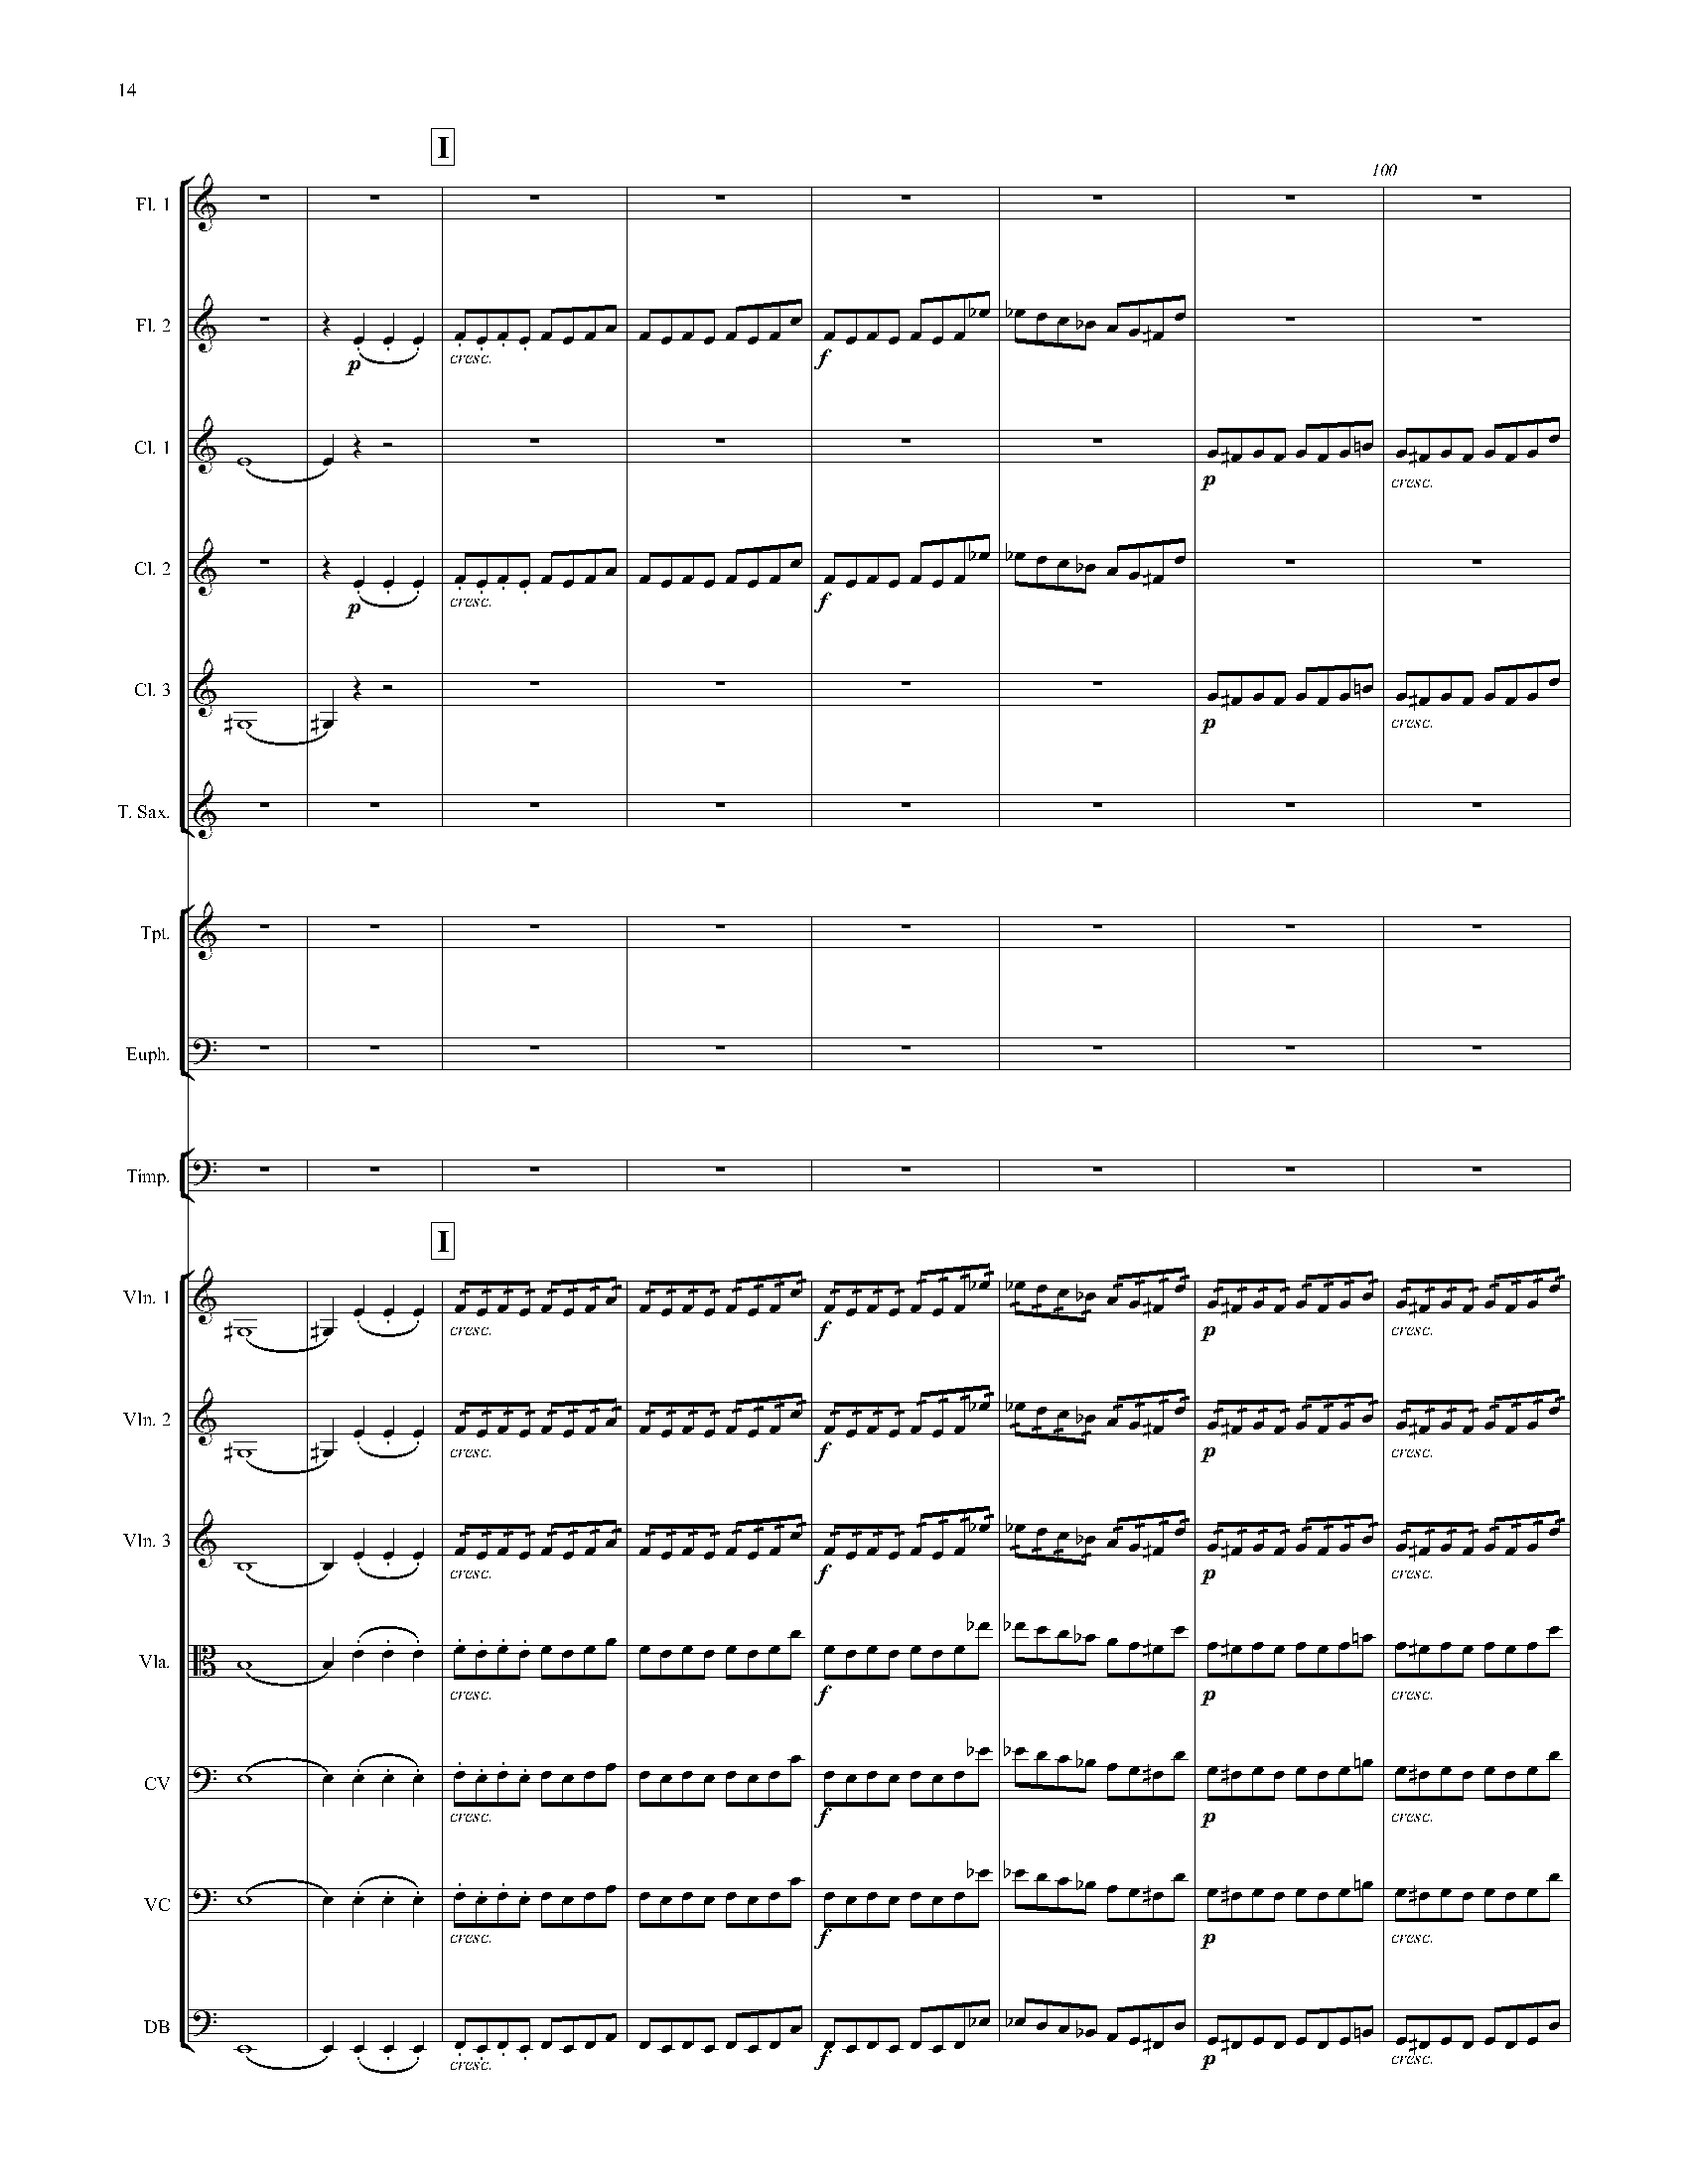 14
I
100
Fl. 1
Fl. 2
p cresc. f
Cl. 1
p cresc.
Cl. 2
p cresc. f
Cl. 3
p cresc.
T. Sax.
Tpt.
Euph.
Timp.
I
Vln. 1
cresc. f p cresc.
Vln. 2
cresc. f p cresc.
Vln. 3
cresc. f p cresc.
Vla.
cresc. f p cresc.
CV
cresc. f p cresc.
VC
cresc. f p cresc.
DB
cresc. f p cresc.